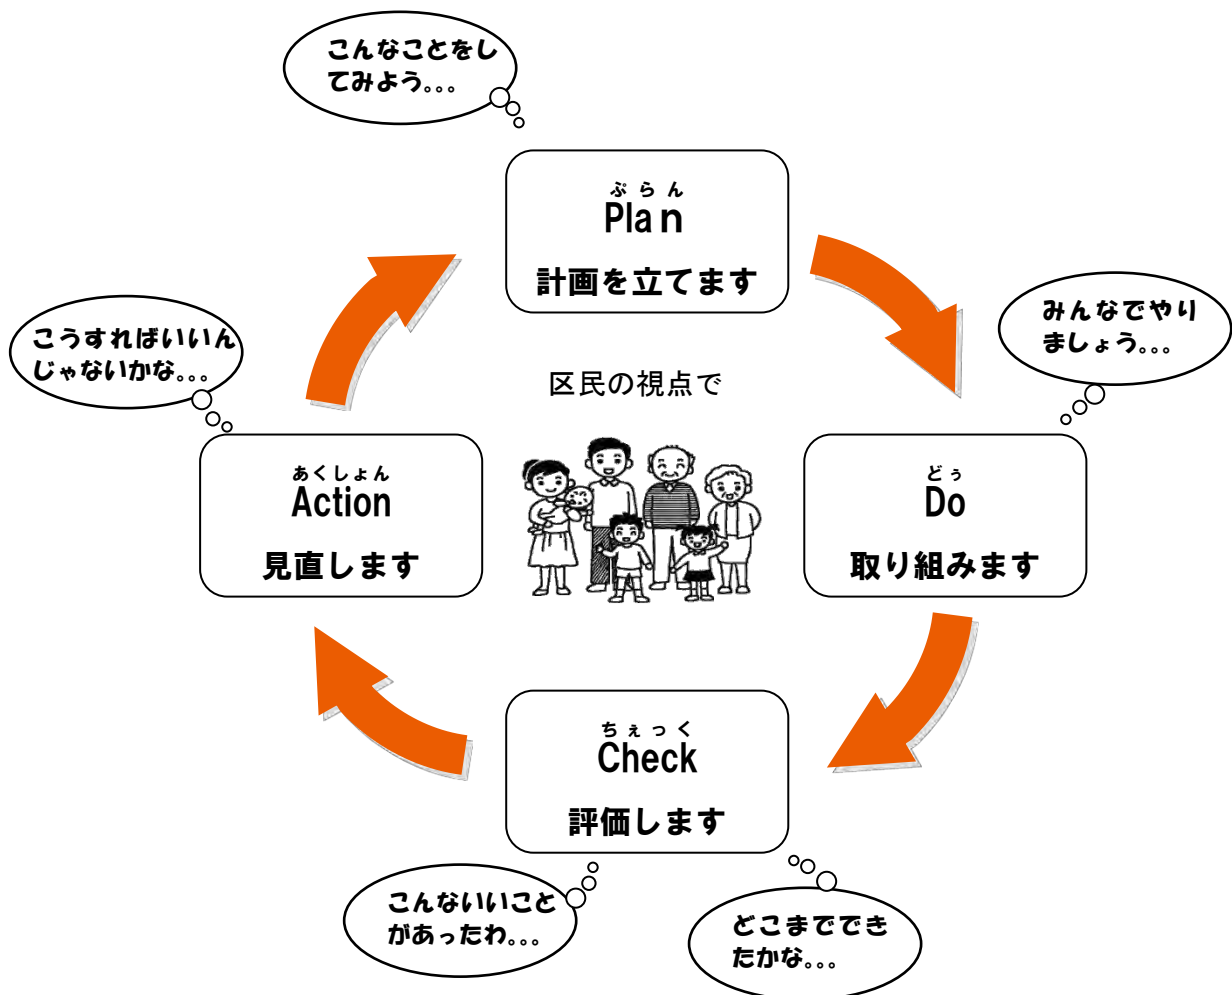 こんなことをし
てみよう。。。
ぷらん
Plan
計画を立てます
みんなでやり
ましょう。。。
こうすればいいん
じゃないかな。。。
区民の視点で
あくしょん
Action
見直します
どぅ
Do
取り組みます
ちぇっく
Check
評価します
こんないいこと
があったわ。。。
どこまででき
たかな。。。